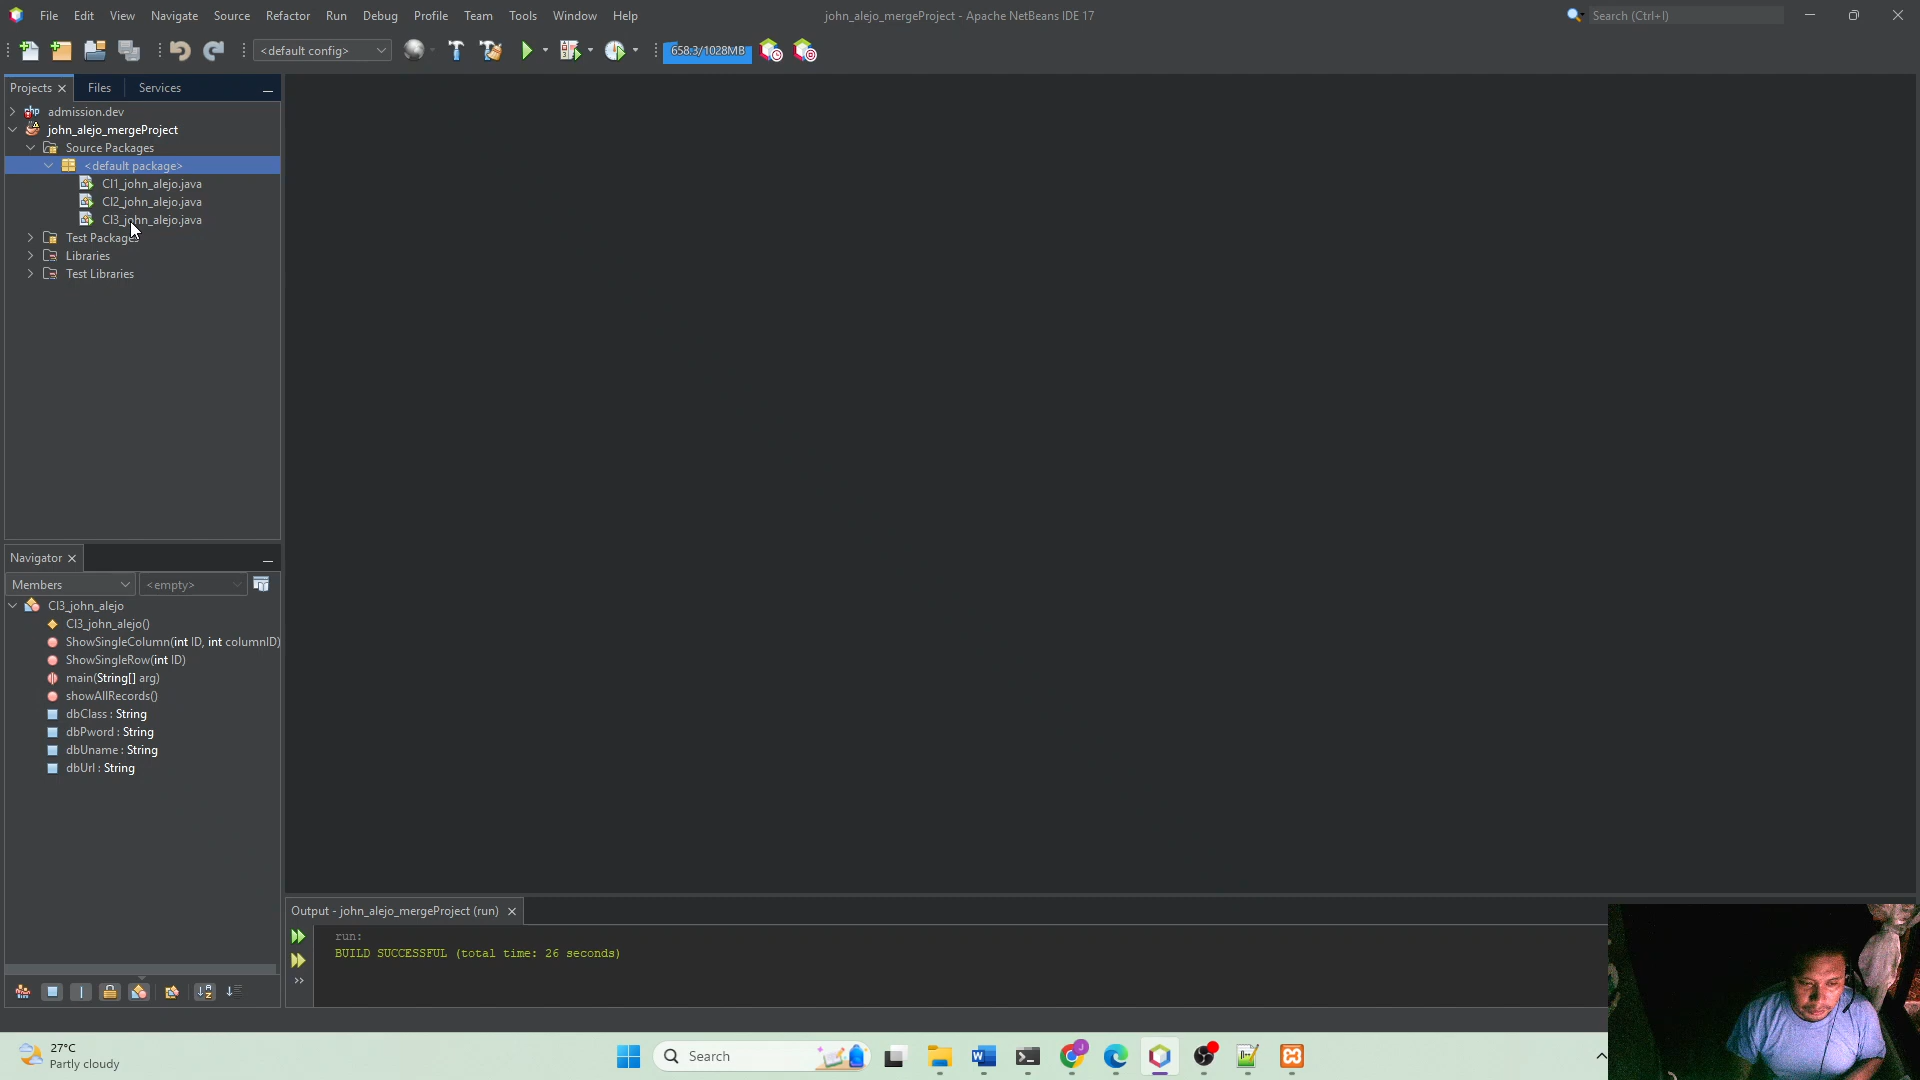 File Edit View Navigate Source Refactor Run Debug Profile Team Tools Window Help
john_alejo_mergeProject - Apache NetBeans IDE 17
Search (Ctrl+I)
<default config>
658.3/1028MB
Projects Files Services
admission.dev
john_alejo_mergeProject
Source Packages
<default package>
CI1_john_alejo.java
CI2_john_alejo.java
CI3_john_alejo.java
Test Packages
Libraries
Test Libraries
Navigator
Members
<empty>
CI3_john_alejo
CI3_john_alejo()
ShowSingleColumn(int ID, int columnID)
ShowSingleRow(int ID)
main(String[] arg)
showAllRecords()
dbClass : String
dbPword : String
dbUname : String
dbUrl : String
Output - john_alejo_mergeProject (run)
run:
BUILD SUCCESSFUL (total time: 26 seconds)
27°C
Partly cloudy
Search